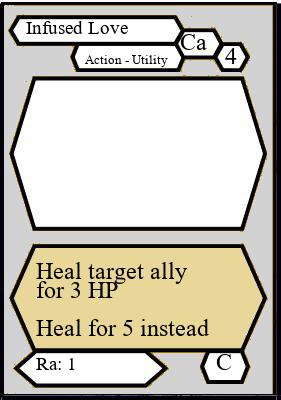 Infused Love
Ca
Action - Utility
4
Heal target ally
for 3 HP
Heal for 5 instead
Ra: 1
C